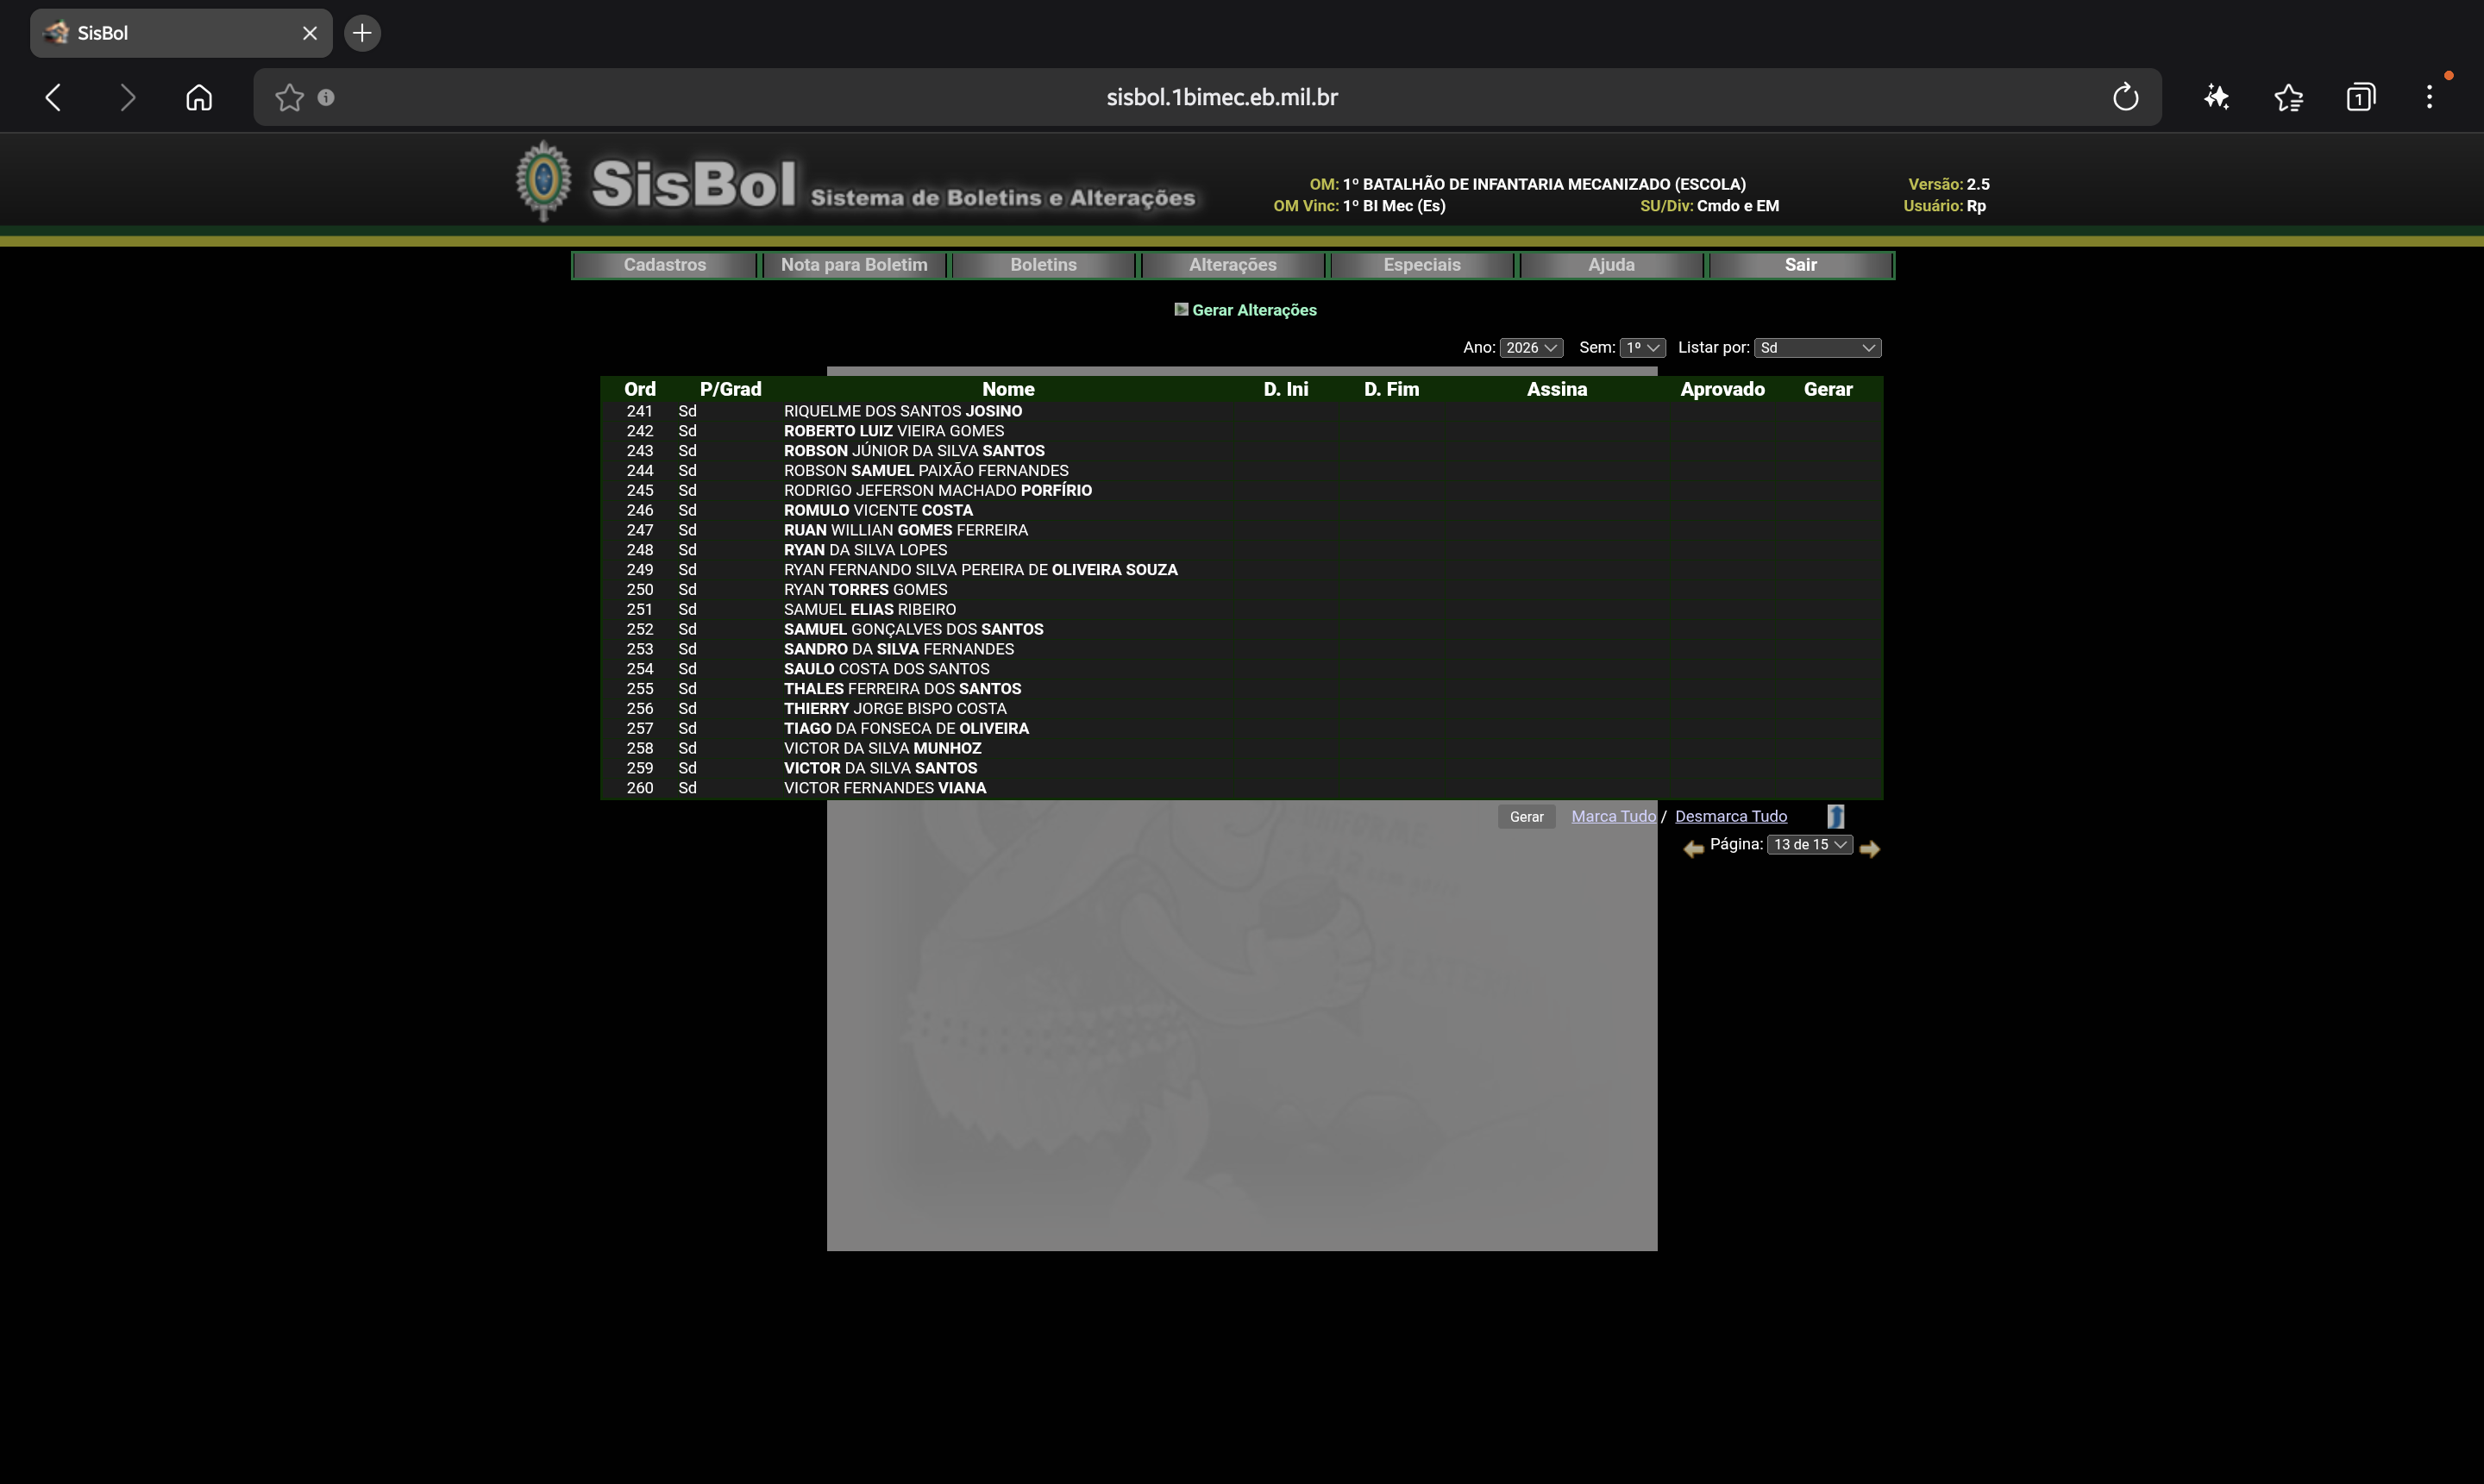 SisBol
sisbol.1bimec.eb.mil.br
1
SisBol Sistema de Boletins e Alterações
OM: 1º BATALHÃO DE INFANTARIA MECANIZADO (ESCOLA) Versão: 2.5
OM Vinc: 1º BI Mec (Es) SU/Div: Cmdo e EM Usuário: Rp
Cadastros Nota para Boletim Boletins Alterações Especiais Ajuda Sair
Gerar Alterações
Ano: 2026 Sem: 1º Listar por: Sd
Ord P/Grad Nome D. Ini D. Fim Assina Aprovado Gerar
241 Sd RIQUELME DOS SANTOS JOSINO
242 Sd ROBERTO LUIZ VIEIRA GOMES
243 Sd ROBSON JÚNIOR DA SILVA SANTOS
244 Sd ROBSON SAMUEL PAIXÃO FERNANDES
245 Sd RODRIGO JEFERSON MACHADO PORFÍRIO
246 Sd ROMULO VICENTE COSTA
247 Sd RUAN WILLIAN GOMES FERREIRA
248 Sd RYAN DA SILVA LOPES
249 Sd RYAN FERNANDO SILVA PEREIRA DE OLIVEIRA SOUZA
250 Sd RYAN TORRES GOMES
251 Sd SAMUEL ELIAS RIBEIRO
252 Sd SAMUEL GONÇALVES DOS SANTOS
253 Sd SANDRO DA SILVA FERNANDES
254 Sd SAULO COSTA DOS SANTOS
255 Sd THALES FERREIRA DOS SANTOS
256 Sd THIERRY JORGE BISPO COSTA
257 Sd TIAGO DA FONSECA DE OLIVEIRA
258 Sd VICTOR DA SILVA MUNHOZ
259 Sd VICTOR DA SILVA SANTOS
260 Sd VICTOR FERNANDES VIANA
Gerar Marca Tudo / Desmarca Tudo
Página: 13 de 15